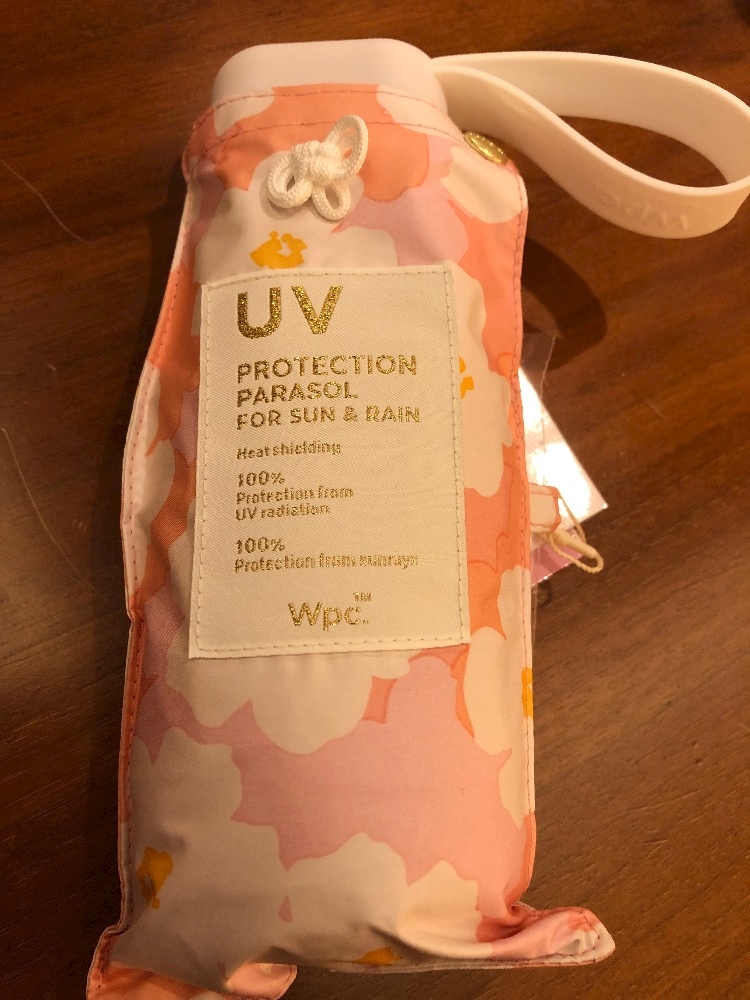 UV
PROTECTION
PARASOL
FOR SUN & RAIN
Heat shielding
100%
Protection from
UV radiation
100%
Protection from sunrays
Wpc.™
Wpc